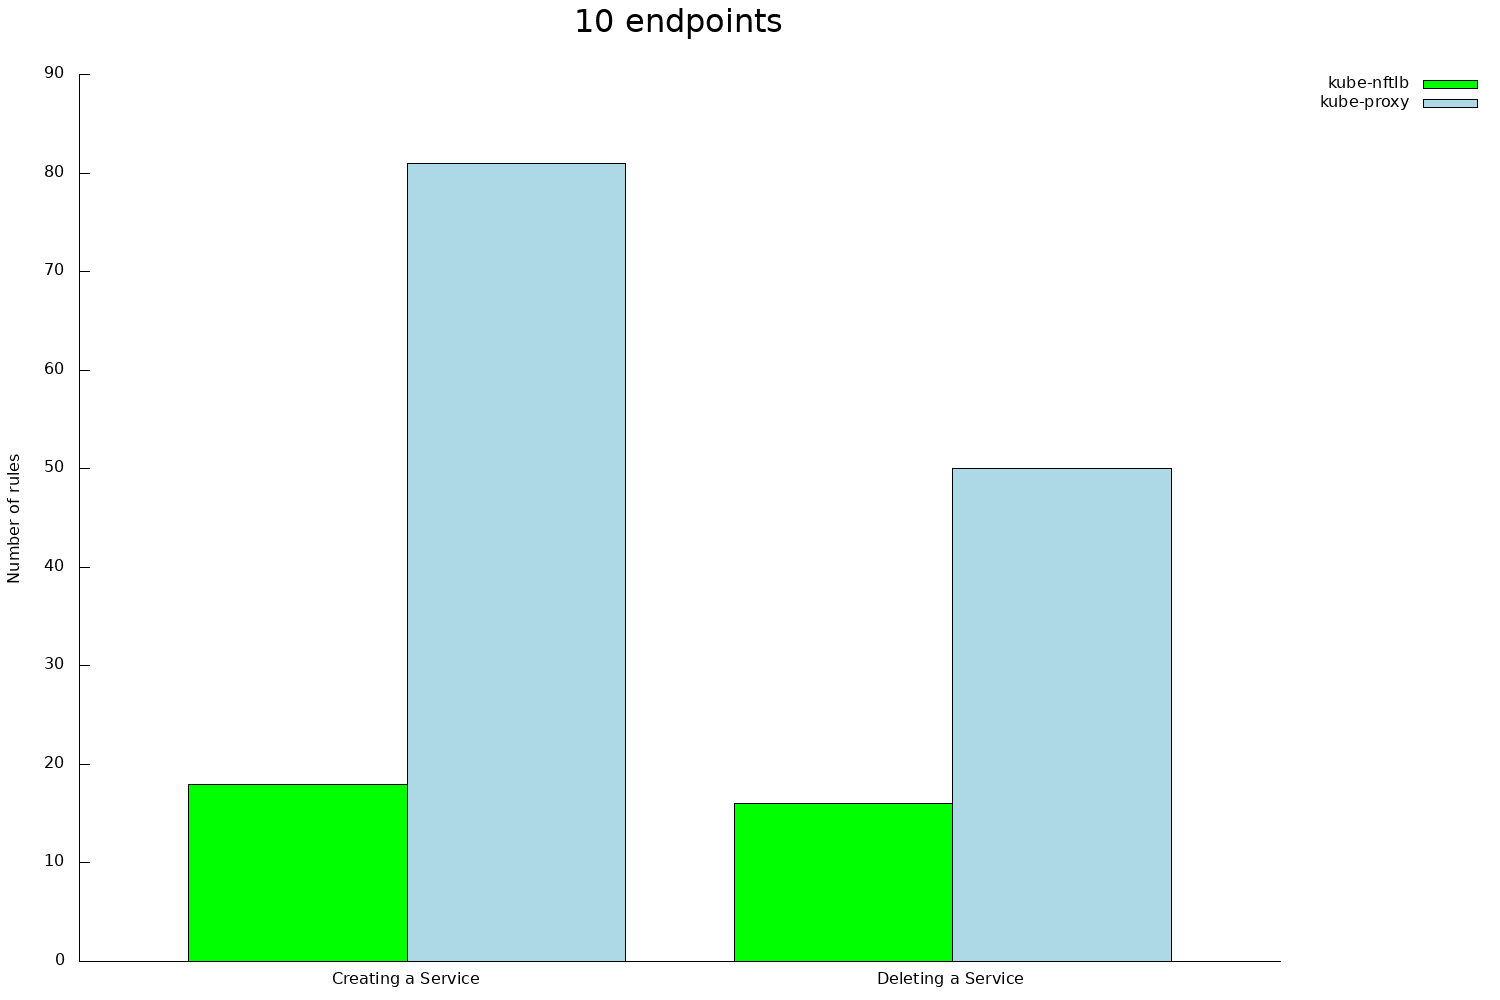 10 endpoints
kube-nftlb
kube-proxy
Number of rules
90
80
70
60
50
40
30
20
10
0
Creating a Service
Deleting a Service